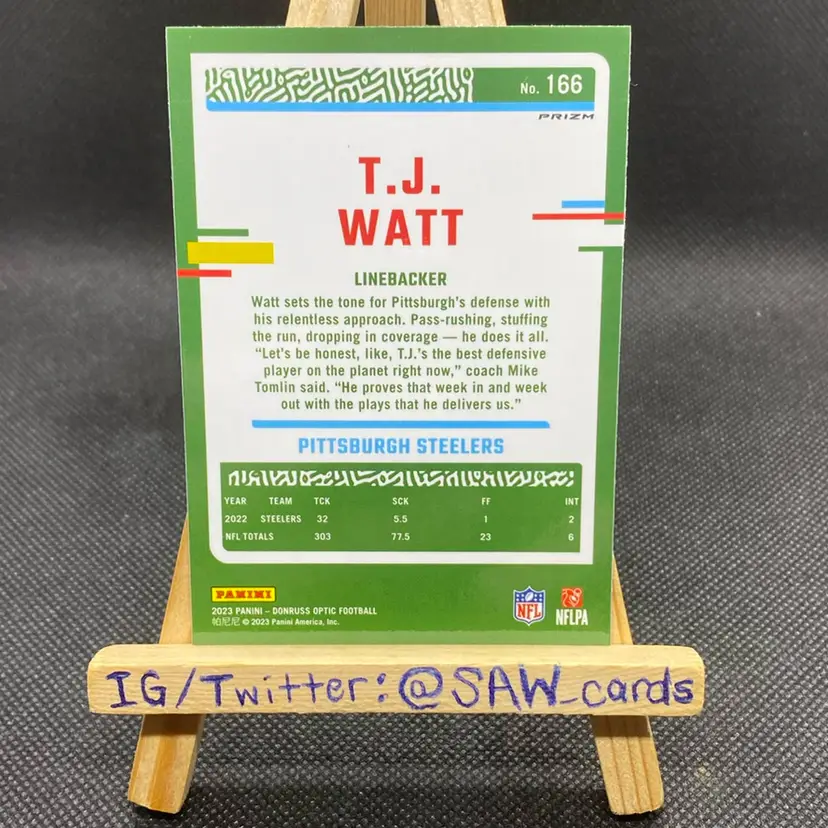 No. 166
PRIZM
T.J.
WATT
LINEBACKER
Watt sets the tone for Pittsburgh's defense with
his relentless approach. Pass-rushing, stuffing
the run, dropping in coverage — he does it all.
“Let's be honest, like, T.J.'s the best defensive
player on the planet right now,” coach Mike
Tomlin said. “He proves that week in and week
out with the plays that he delivers us.”
PITTSBURGH STEELERS
YEAR TEAM TCK SCK FF INT
2022 STEELERS 32 5.5 1 2
NFL TOTALS 303 77.5 23 6
PANINI
2023 PANINI – DONRUSS OPTIC FOOTBALL
帕尼尼 © 2023 Panini America, Inc.
NFL
NFLPA
IG/Twitter: @SAW_cards